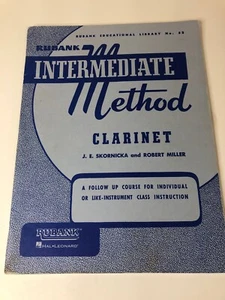 RUBANK EDUCATIONAL LIBRARY No. 52
RUBANK
INTERMEDIATE
Method
CLARINET
J. E. SKORNICKA and ROBERT MILLER
A FOLLOW UP COURSE FOR INDIVIDUAL
OR LIKE-INSTRUMENT CLASS INSTRUCTION
RUBANK
HAL•LEONARD